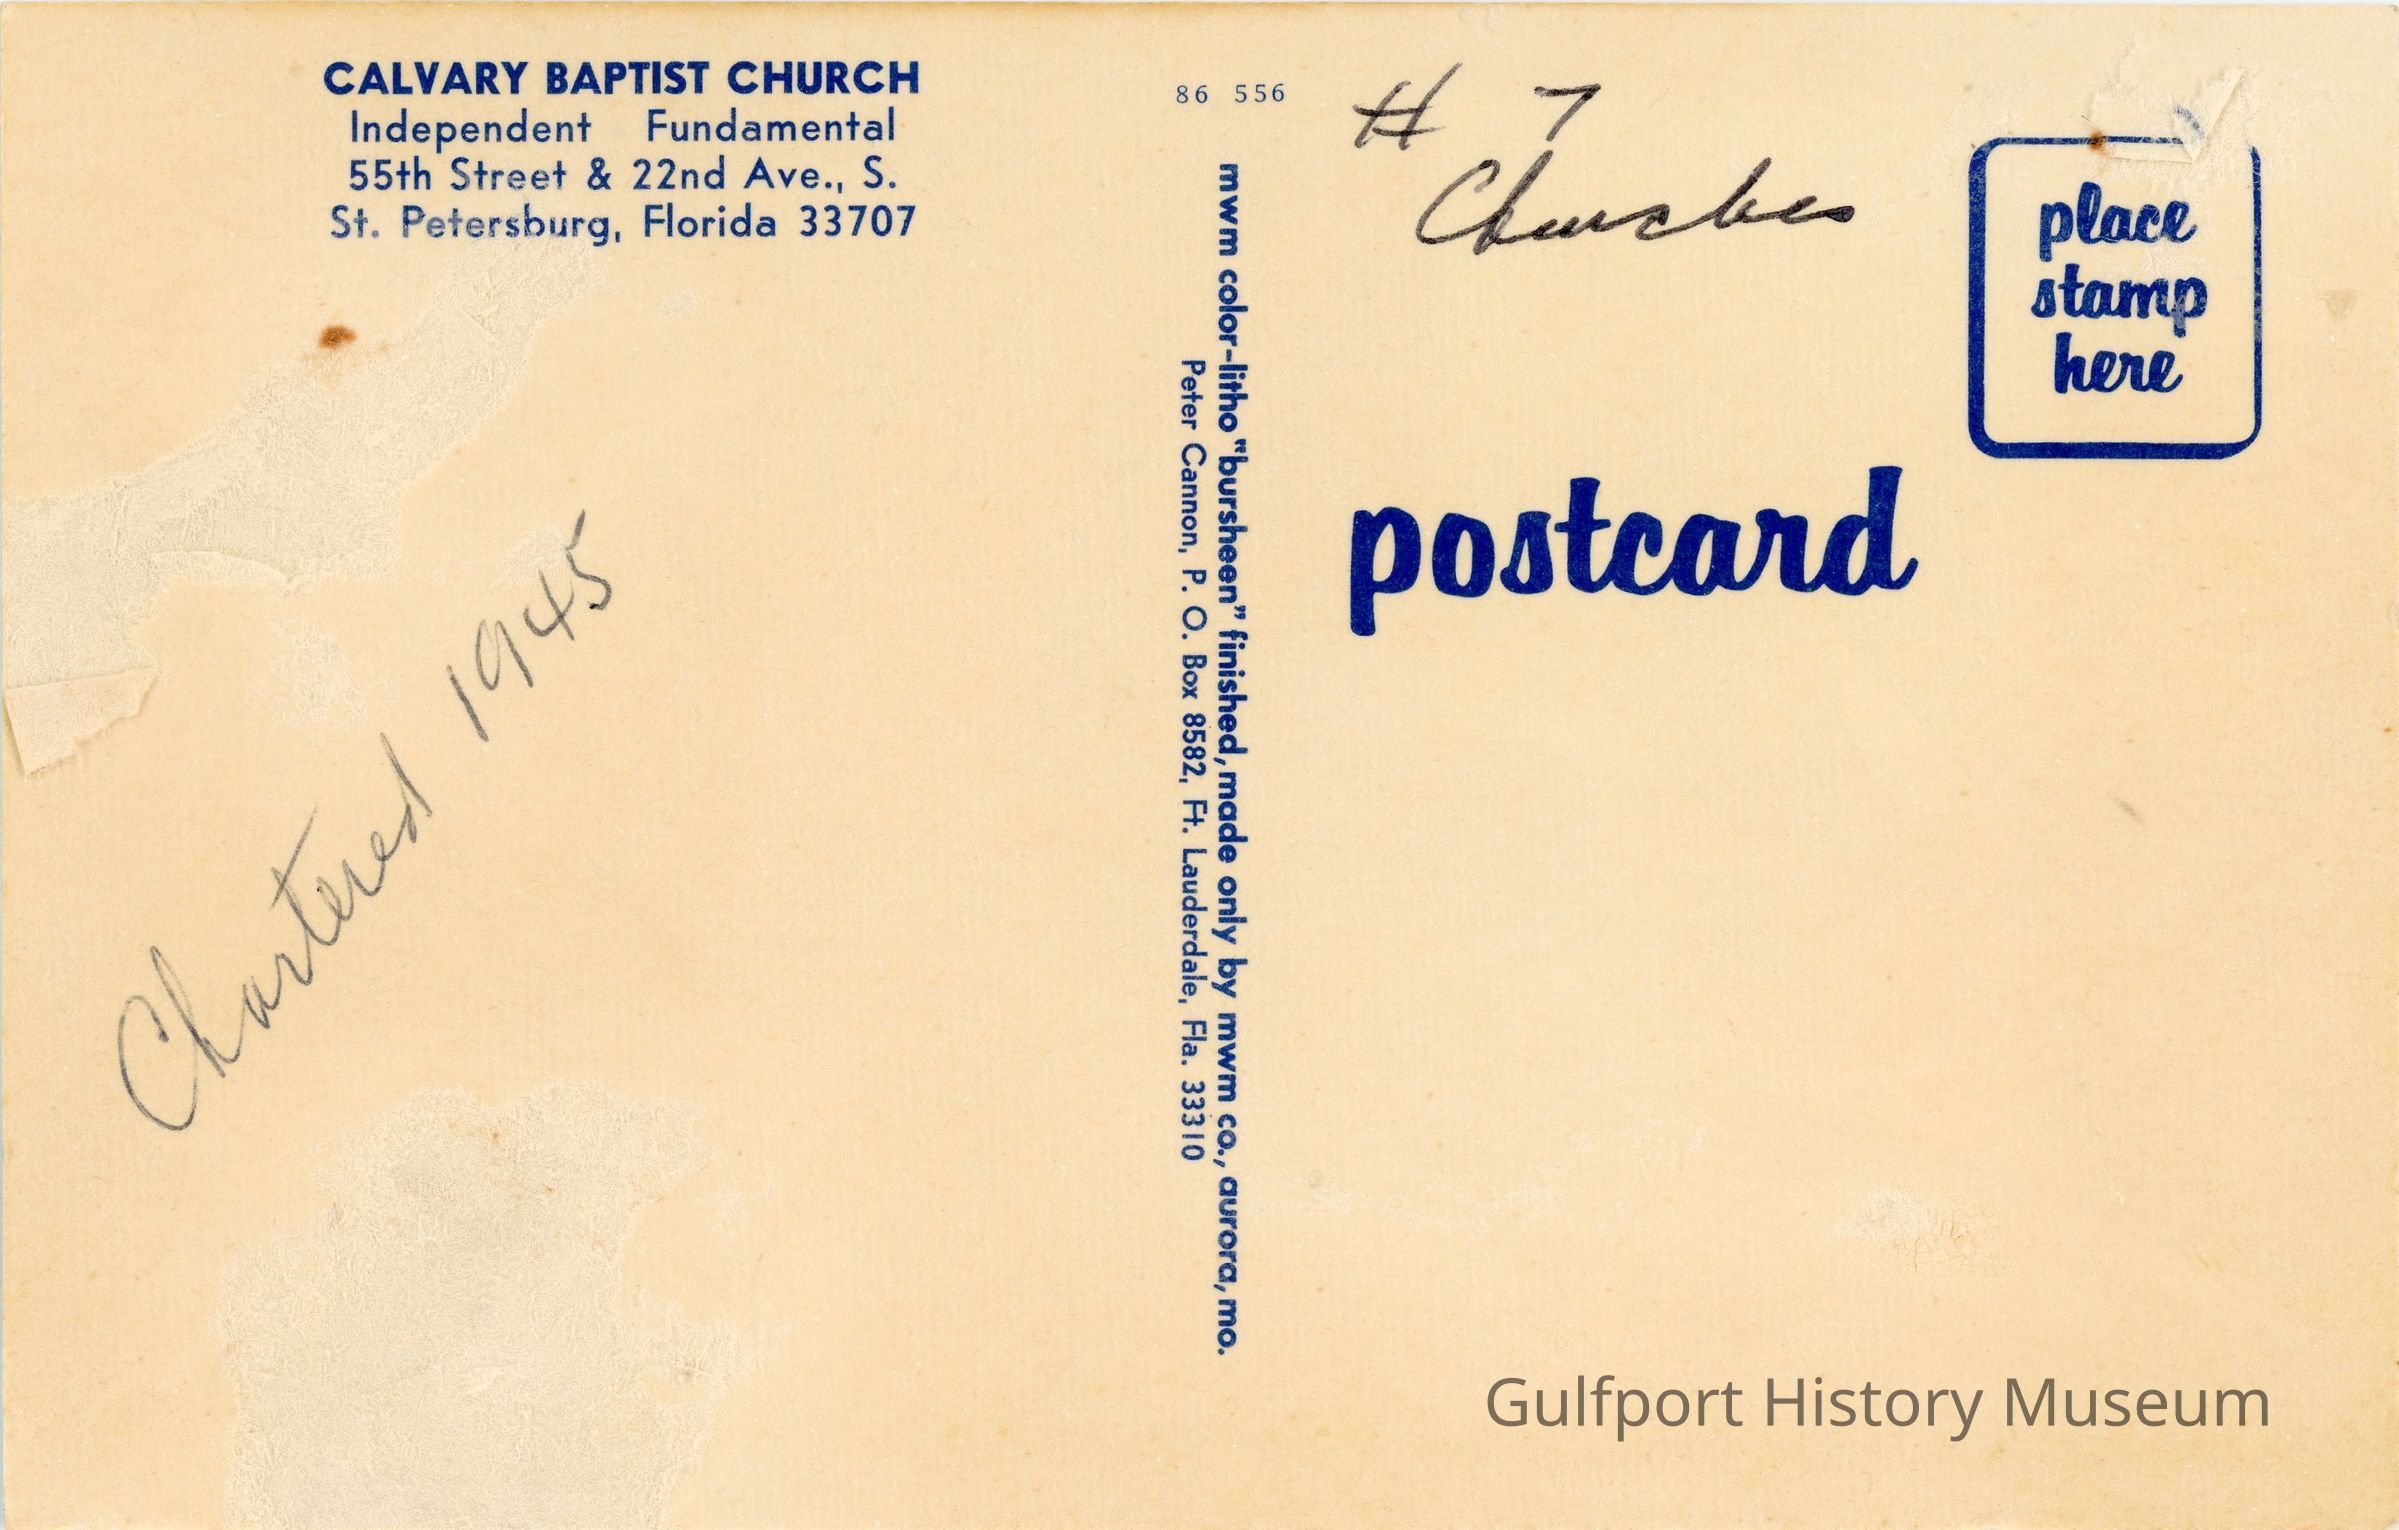 CALVARY BAPTIST CHURCH
Independent Fundamental
55th Street & 22nd Ave., S.
St. Petersburg, Florida 33707
Chartered 1945
86 556
mwm color-litho "bursheen" finished, made only by mwm co., aurora, mo.
Peter Cannon, P. O. Box 8582, Ft. Lauderdale, Fla. 33310
# 7
Churches
place
stamp
here
postcard
Gulfport History Museum